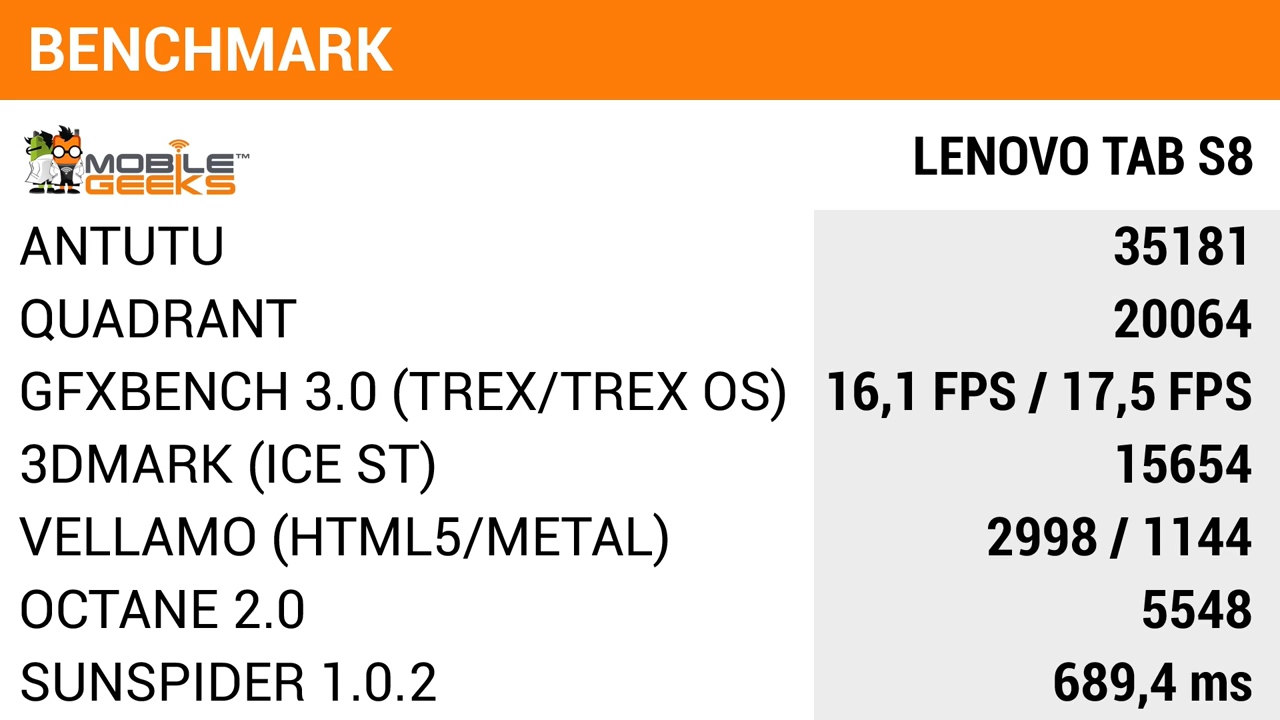 BENCHMARK
MOBILE™
GEEKS
LENOVO TAB S8
ANTUTU 35181
QUADRANT 20064
GFXBENCH 3.0 (TREX/TREX OS) 16,1 FPS / 17,5 FPS
3DMARK (ICE ST) 15654
VELLAMO (HTML5/METAL) 2998 / 1144
OCTANE 2.0 5548
SUNSPIDER 1.0.2 689,4 ms